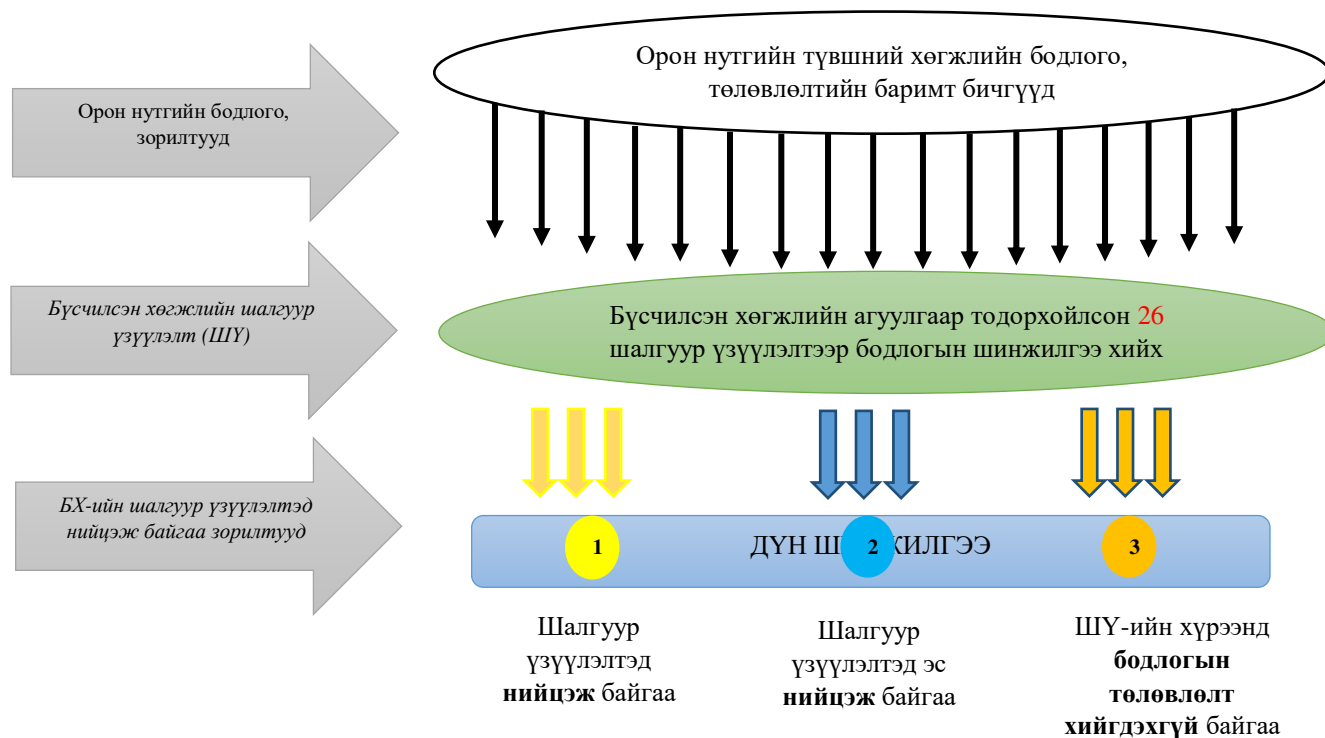 Орон нутгийн бодлого,
зорилтууд
Орон нутгийн түвшний хөгжлийн бодлого,
төлөвлөлтийн баримт бичгүүд
Бүсчилсэн хөгжлийн шалгуур
үзүүлэлт (ШҮ)
Бүсчилсэн хөгжлийн агуулгаар тодорхойлсон 26
шалгуур үзүүлэлтээр бодлогын шинжилгээ хийх
БХ-ийн шалгуур үзүүлэлтэд
нийцэж байгаа зорилтууд
ДҮН
1
2
3
Шалгуур
үзүүлэлтэд
нийцэж байгаа
Шалгуур
үзүүлэлтэд эс
нийцэж байгаа
ШҮ-ийн хүрээнд
бодлогын
төлөвлөлт
хийгдэхгүй байгаа